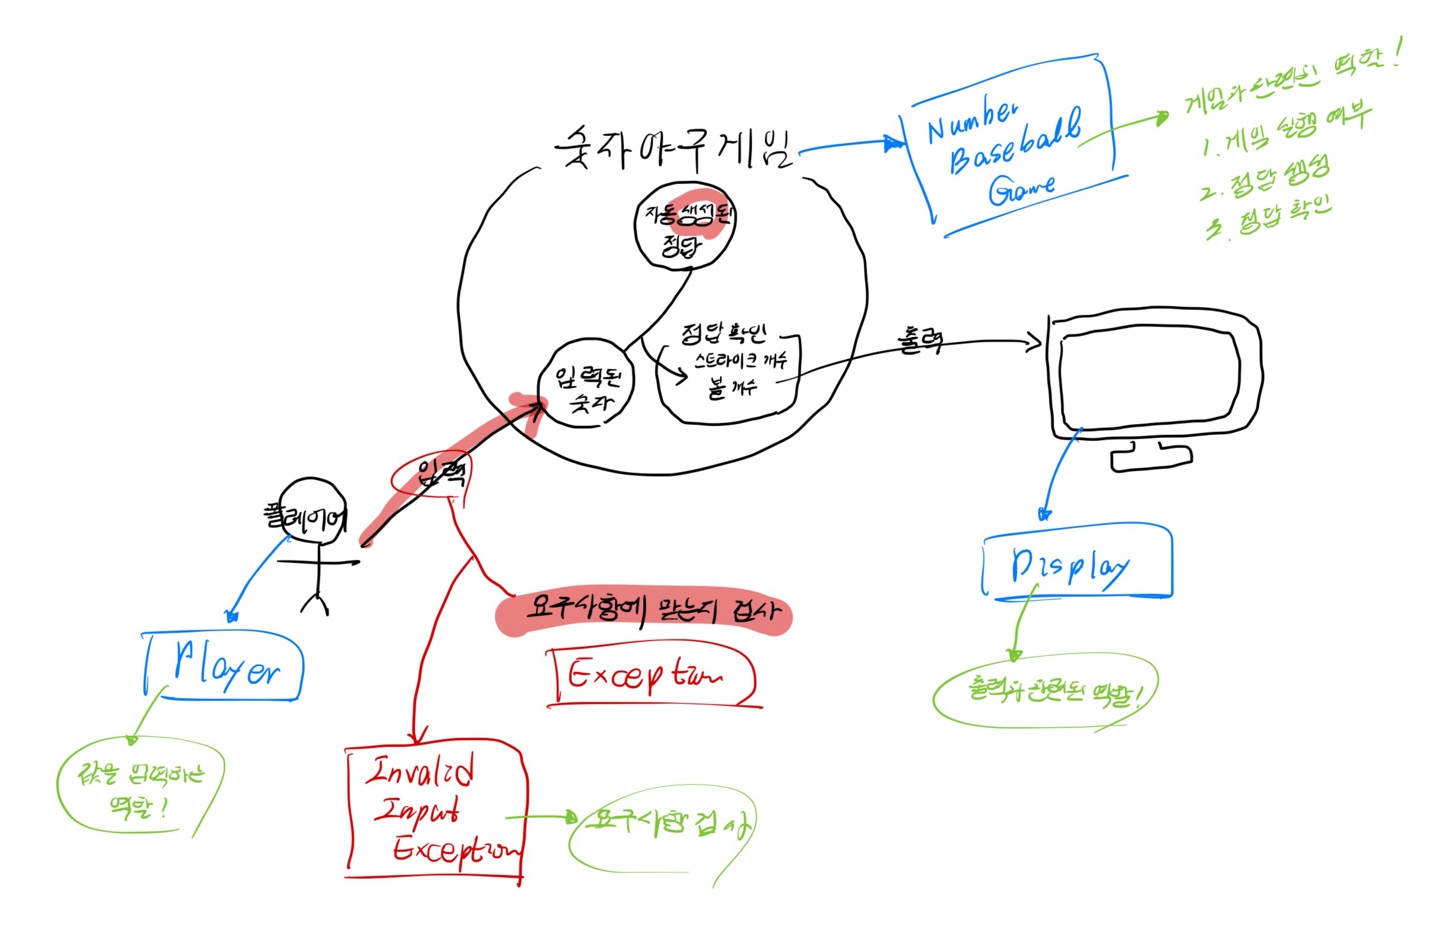 숫자야구게임
자동생성된
정답
입력된
숫자
정답 확인
스트라이크 개수
볼 개수
출력
Number
Baseball
Game
게임과 관련된 역할!
1. 게임 실행 여부
2. 정답 생성
3. 정답 확인
입력
플레이어
Player
값을 입력하는
역할!
요구사항에 맞는지 검사
Exception
Invalid
Input
Exception
요구사항 검사
Display
출력과 관련된 역할!